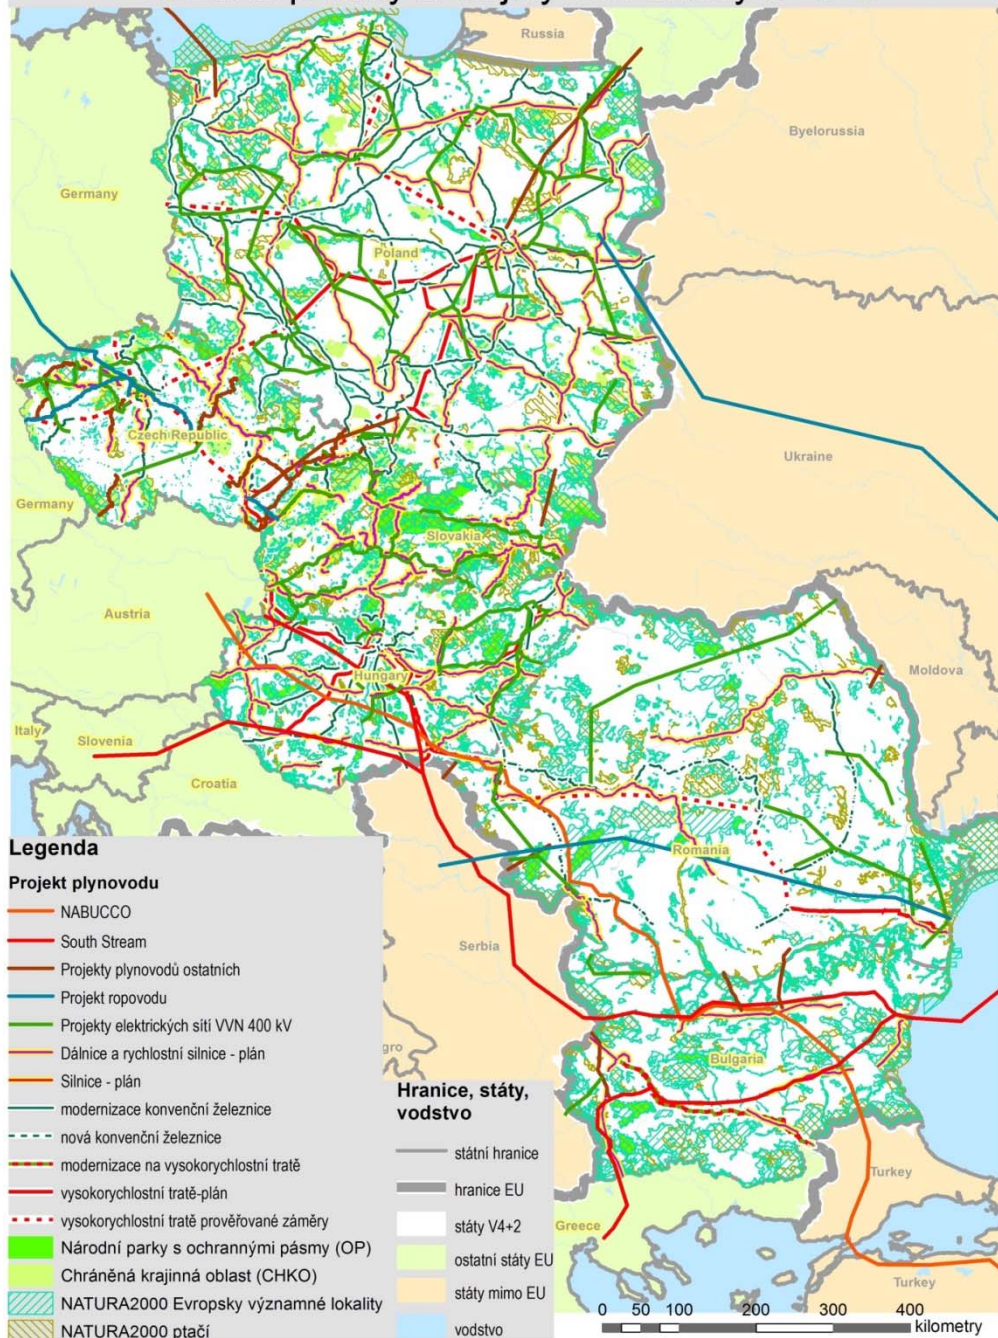 Russia
Byelorussia
Germany
Poland
Czech Republic
Ukraine
Germany
Slovakia
Austria
Moldova
Hungary
Italy
Slovenia
Croatia
Romania
Serbia
gro
Bulgaria
Turkey
Greece
Turkey
Legenda
Projekt plynovodu
NABUCCO
South Stream
Projekty plynovodů ostatních
Projekt ropovodu
Projekty elektrických sítí VVN 400 kV
Dálnice a rychlostní silnice - plán
Silnice - plán
modernizace konvenční železnice
nová konvenční železnice
modernizace na vysokorychlostní tratě
vysokorychlostní tratě-plán
vysokorychlostní tratě prověřované záměry
Národní parky s ochrannými pásmy (OP)
Chráněná krajinná oblast (CHKO)
NATURA2000 Evropsky významné lokality
NATURA2000 ptačí
Hranice, státy,
vodstvo
státní hranice
hranice EU
státy V4+2
ostatní státy EU
státy mimo EU
vodstvo
0 50 100 200 300 400
kilometry